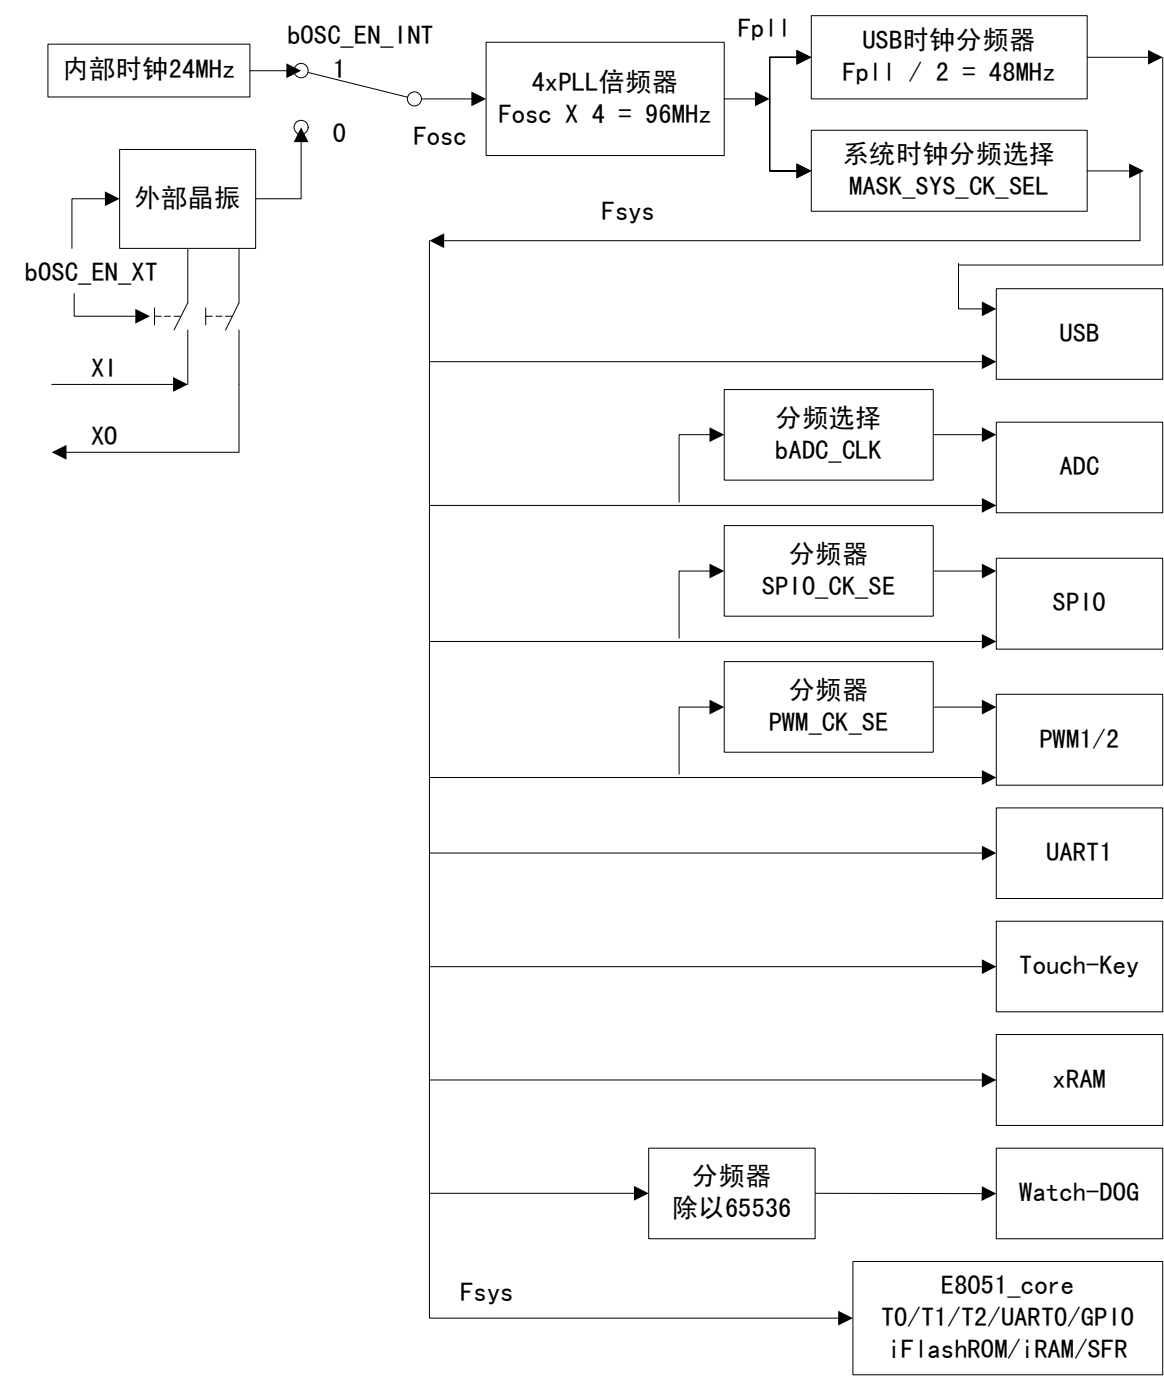 bOSC_EN_INT
内部时钟24MHz
1
0
Fosc
4xPLL倍频器
Fosc X 4 = 96MHz
Fpll
USB时钟分频器
Fpll / 2 = 48MHz
系统时钟分频选择
MASK_SYS_CK_SEL
外部晶振
bOSC_EN_XT
XI
XO
Fsys
USB
分频选择
bADC_CLK
ADC
分频器
SPI0_CK_SE
SPI0
分频器
PWM_CK_SE
PWM1/2
UART1
Touch-Key
xRAM
分频器
除以65536
Watch-DOG
Fsys
E8051_core
T0/T1/T2/UART0/GPIO
iFlashROM/iRAM/SFR